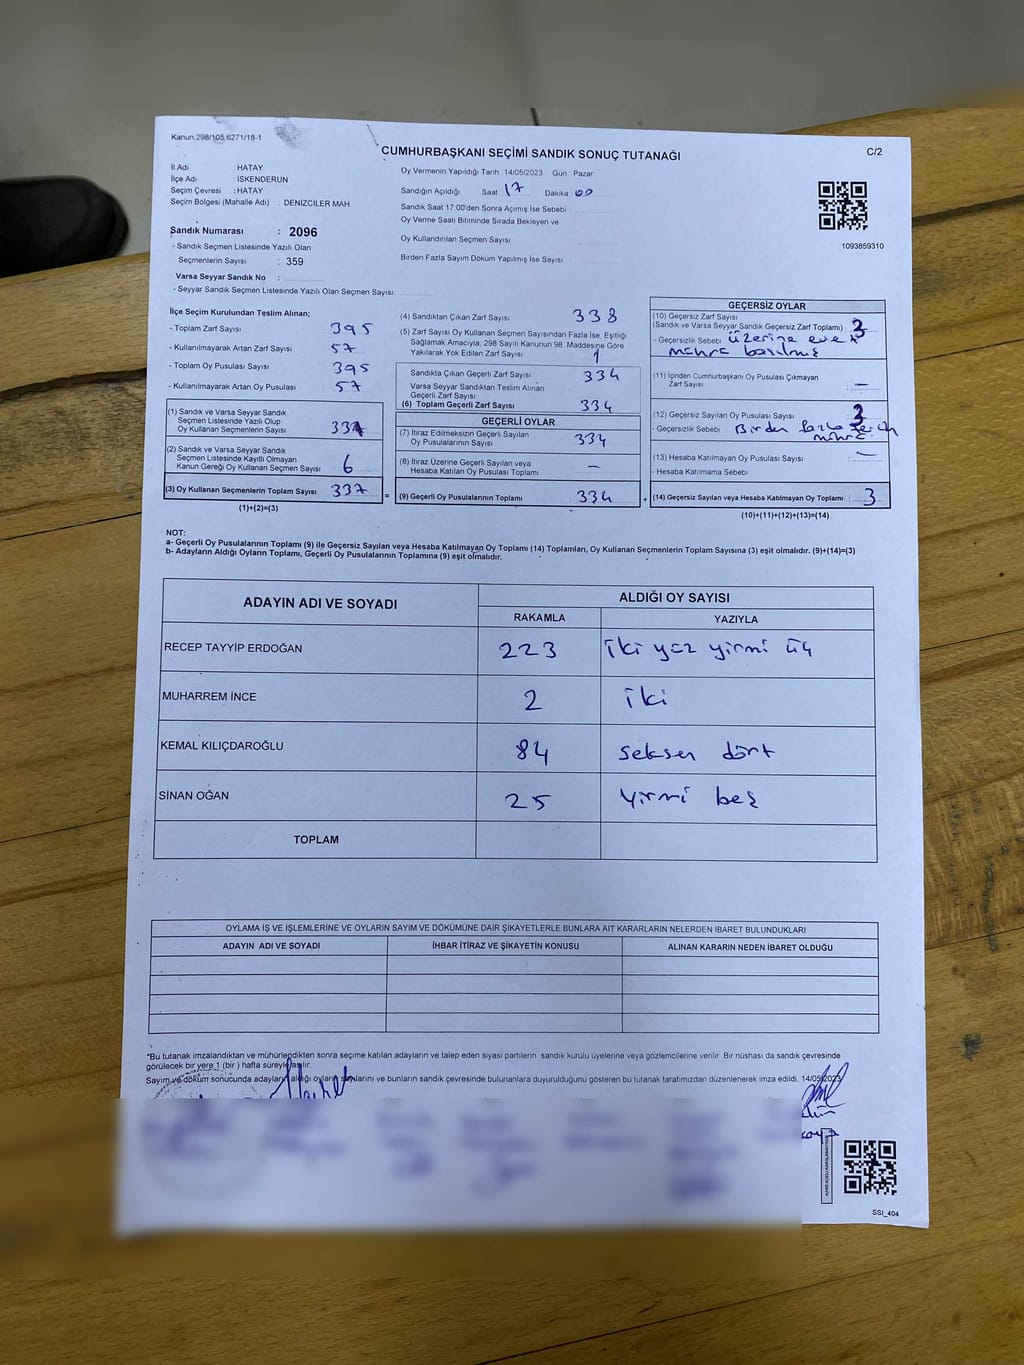 Kanun;298/105,6271/18-1
CUMHURBAŞKANI SEÇİMİ SANDIK SONUÇ TUTANAĞI
C/2
İl Adı : HATAY
İlçe Adı : İSKENDERUN
Seçim Çevresi : HATAY
Seçim Bölgesi (Mahalle Adı) : DENİZCİLER MAH
Sandık Numarası : 2096
- Sandık Seçmen Listesinde Yazılı Olan
Seçmenlerin Sayısı : 359
Varsa Seyyar Sandık No :
- Seyyar Sandık Seçmen Listesinde Yazılı Olan Seçmen Sayısı:
Oy Vermenin Yapıldığı Tarih 14/05/2023 Gün : Pazar
Sandığın Açıldığı Saat 17 Dakika 00
Sandık Saat 17:00'den Sonra Açılmış İse Sebebi
Oy Verme Saati Bitiminde Sırada Bekleyen ve
Oy Kullandırılan Seçmen Sayısı
Birden Fazla Sayım Döküm Yapılmış İse Sayısı
1093859310
İlçe Seçim Kurulundan Teslim Alınan;
- Toplam Zarf Sayısı 395
- Kullanılmayarak Artan Zarf Sayısı 57
- Toplam Oy Pusulası Sayısı 395
- Kullanılmayarak Artan Oy Pusulası 57
(1) Sandık ve Varsa Seyyar Sandık
Seçmen Listesinde Yazılı Olup
Oy Kullanan Seçmenlerin Sayısı
(2) Sandık ve Varsa Seyyar Sandık
Seçmen Listesinde Kayıtlı Olmayan
Kanun Gereği Oy Kullanan Seçmen Sayısı 6
(3) Oy Kullanan Seçmenlerin Toplam Sayısı 337
(1)+(2)=(3)
(4) Sandıktan Çıkan Zarf Sayısı 338
(5) Zarf Sayısı Oy Kullanan Seçmen Sayısından Fazla İse, Eşitliği
Sağlamak Amacıyla, 298 Sayılı Kanunun 98. Maddesine Göre
Yakılarak Yok Edilen Zarf Sayısı 1
Sandıkta Çıkan Geçerli Zarf Sayısı 334
Varsa Seyyar Sandıktan Teslim Alınan
Geçerli Zarf Sayısı
(6) Toplam Geçerli Zarf Sayısı 334
GEÇERLİ OYLAR
(7) İtiraz Edilmeksizin Geçerli Sayılan
Oy Pusulalarının Sayısı 334
(8) İtiraz Üzerine Geçerli Sayılan veya
Hesaba Katılan Oy Pusulası Toplamı –
= (9) Geçerli Oy Pusulalarının Toplamı 334
GEÇERSİZ OYLAR
(10) Geçersiz Zarf Sayısı
(Sandık ve Varsa Seyyar Sandık Geçersiz Zarf Toplamı) :
- Geçersizlik Sebebi üzerine evet
mührü basılmış
(11) İçinden Cumhurbaşkanı Oy Pusulası Çıkmayan
Zarf Sayısı –
(12) Geçersiz Sayılan Oy Pusulası Sayısı : 3
- Geçersizlik Sebebi : Birden fazla tercih
mührü
(13) Hesaba Katılmayan Oy Pusulası Sayısı –
- Hesaba Katılmama Sebebi :
+ (14) Geçersiz Sayılan veya Hesaba Katılmayan Oy Toplamı : 3
(10)+(11)+(12)+(13)=(14)
NOT:
a- Geçerli Oy Pusulalarının Toplamı (9) ile Geçersiz Sayılan veya Hesaba Katılmayan Oy Toplamı (14) Toplamları, Oy Kullanan Seçmenlerin Toplam Sayısına (3) eşit olmalıdır. (9)+(14)=(3)
b- Adayların Aldığı Oyların Toplamı, Geçerli Oy Pusulalarının Toplamına (9) eşit olmalıdır.
ADAYIN ADI VE SOYADI ALDIĞI OY SAYISI
RAKAMLA YAZIYLA
RECEP TAYYİP ERDOĞAN 223 iki yüz yirmi üç
MUHARREM İNCE 2 iki
KEMAL KILIÇDAROĞLU 84 seksen dört
SİNAN OĞAN 25 yirmi beş
TOPLAM
OYLAMA İŞ VE İŞLEMLERİNE VE OYLARIN SAYIM VE DÖKÜMÜNE DAİR ŞİKAYETLERLE BUNLARA AİT KARARLARIN NELERDEN İBARET BULUNDUKLARI
ADAYIN ADI VE SOYADI İHBAR İTİRAZ VE ŞİKAYETİN KONUSU ALINAN KARARIN NEDEN İBARET OLDUĞU
*Bu tutanak imzalandıktan ve mühürlendikten sonra seçime katılan adayların ve talep eden siyasi partilerin sandık kurulu üyelerine veya gözlemcilerine verilir. Bir nüshası da sandık çevresinde
görülecek bir yere 1 (bir ) hafta süreyle asılır.
Sayım ve döküm sonucunda adayların aldığı oyların sayılarını ve bunların sandık çevresinde bulunanlara duyurulduğunu gösteren bu tutanak tarafımızdan düzenlenerek imza edildi. 14/05/2023
SSI_404